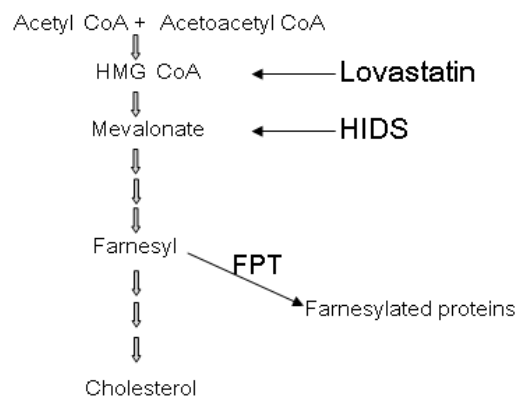 Acetyl CoA + Acetoacetyl CoA
HMG CoA
Lovastatin
Mevalonate
HIDS
Farnesyl
FPT
Farnesylated proteins
Cholesterol